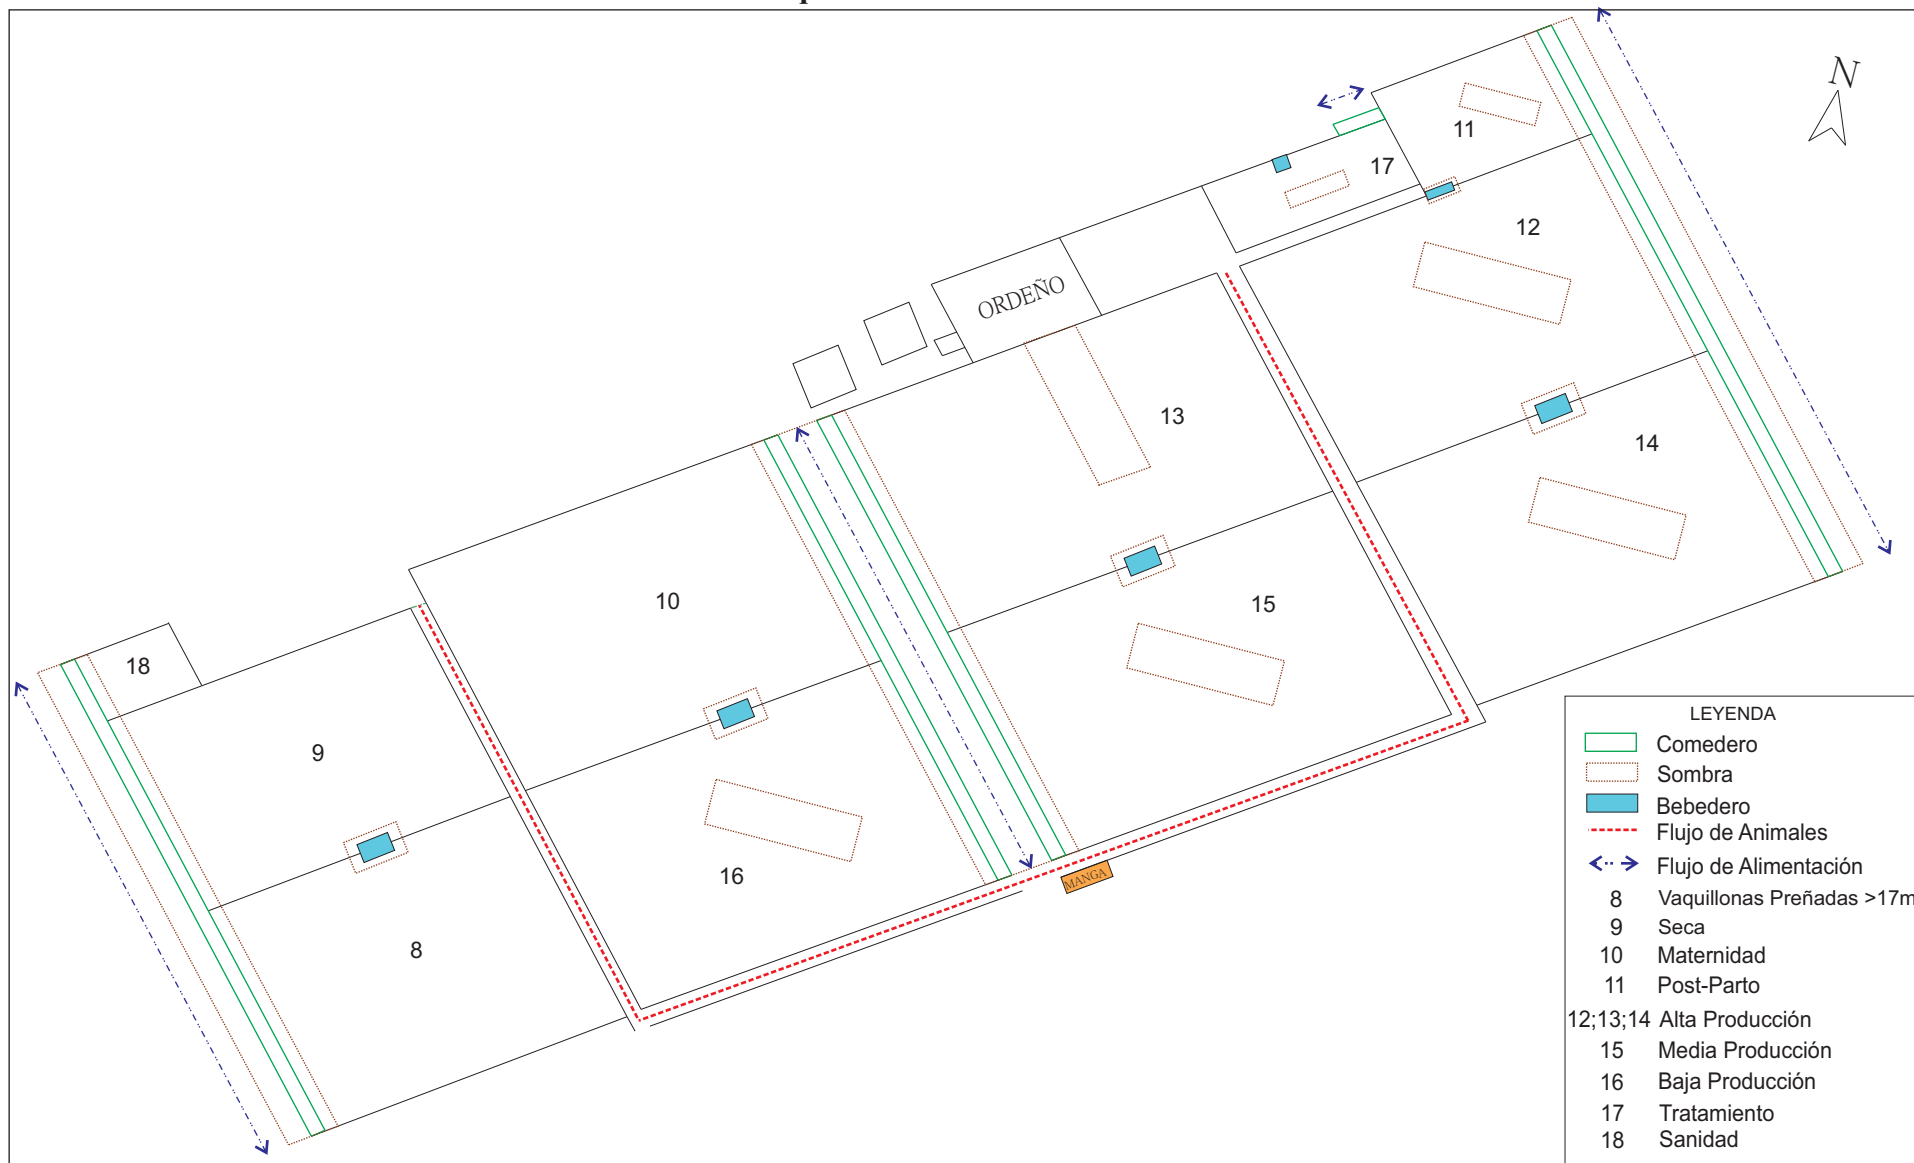 N
11
17
12
ORDEÑO
13
14
10
15
18
9
MANGA
16
8
LEYENDA
Comedero
Sombra
Bebedero
Flujo de Animales
Flujo de Alimentación
8 Vaquillonas Preñadas >17m
9 Seca
10 Maternidad
11 Post-Parto
12;13;14 Alta Producción
15 Media Producción
16 Baja Producción
17 Tratamiento
18 Sanidad